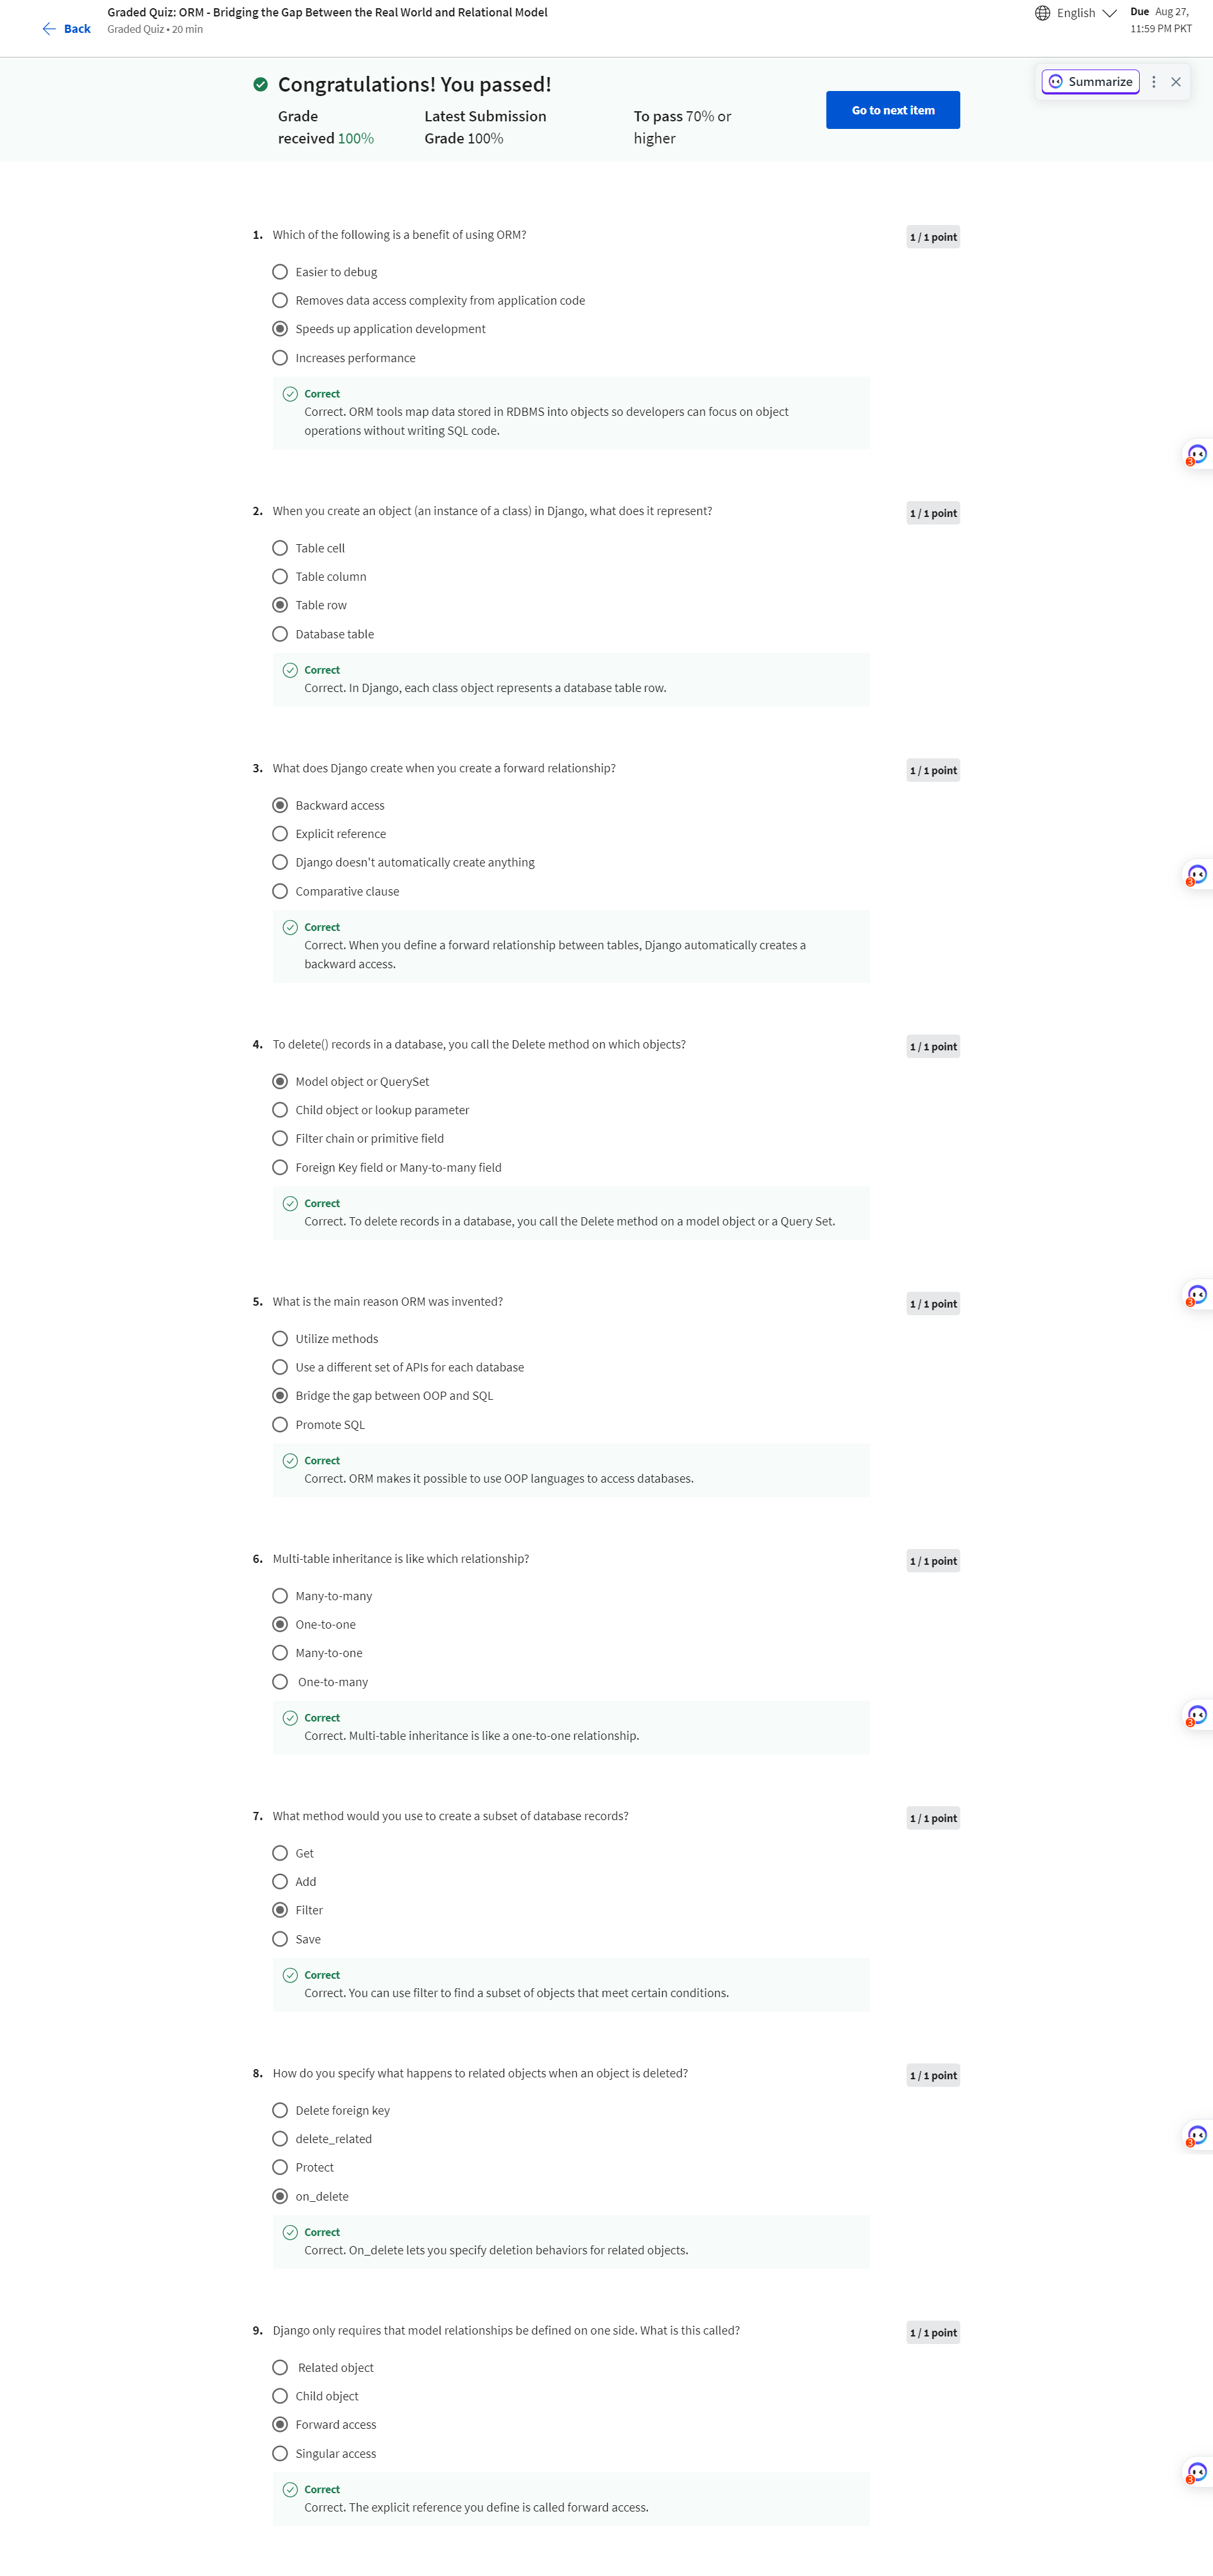 Back
Graded Quiz: ORM - Bridging the Gap Between the Real World and Relational Model
Graded Quiz • 20 min
English
Due Aug 27,
11:59 PM PKT
Summarize
Congratulations! You passed!
Grade
received 100%
Latest Submission
Grade 100%
To pass 70% or
higher
Go to next item
1. Which of the following is a benefit of using ORM?
1 / 1 point
Easier to debug
Removes data access complexity from application code
Speeds up application development
Increases performance
Correct
Correct. ORM tools map data stored in RDBMS into objects so developers can focus on object
operations without writing SQL code.
3
2. When you create an object (an instance of a class) in Django, what does it represent?
1 / 1 point
Table cell
Table column
Table row
Database table
Correct
Correct. In Django, each class object represents a database table row.
3. What does Django create when you create a forward relationship?
1 / 1 point
Backward access
Explicit reference
Django doesn't automatically create anything
Comparative clause
3
Correct
Correct. When you define a forward relationship between tables, Django automatically creates a
backward access.
4. To delete() records in a database, you call the Delete method on which objects?
1 / 1 point
Model object or QuerySet
Child object or lookup parameter
Filter chain or primitive field
Foreign Key field or Many-to-many field
Correct
Correct. To delete records in a database, you call the Delete method on a model object or a Query Set.
5. What is the main reason ORM was invented?
1 / 1 point
3
Utilize methods
Use a different set of APIs for each database
Bridge the gap between OOP and SQL
Promote SQL
Correct
Correct. ORM makes it possible to use OOP languages to access databases.
6. Multi-table inheritance is like which relationship?
1 / 1 point
Many-to-many
One-to-one
Many-to-one
One-to-many
Correct
3
Correct. Multi-table inheritance is like a one-to-one relationship.
7. What method would you use to create a subset of database records?
1 / 1 point
Get
Add
Filter
Save
Correct
Correct. You can use filter to find a subset of objects that meet certain conditions.
8. How do you specify what happens to related objects when an object is deleted?
1 / 1 point
Delete foreign key
delete_related
3
Protect
on_delete
Correct
Correct. On_delete lets you specify deletion behaviors for related objects.
9. Django only requires that model relationships be defined on one side. What is this called?
1 / 1 point
Related object
Child object
Forward access
Singular access
3
Correct
Correct. The explicit reference you define is called forward access.